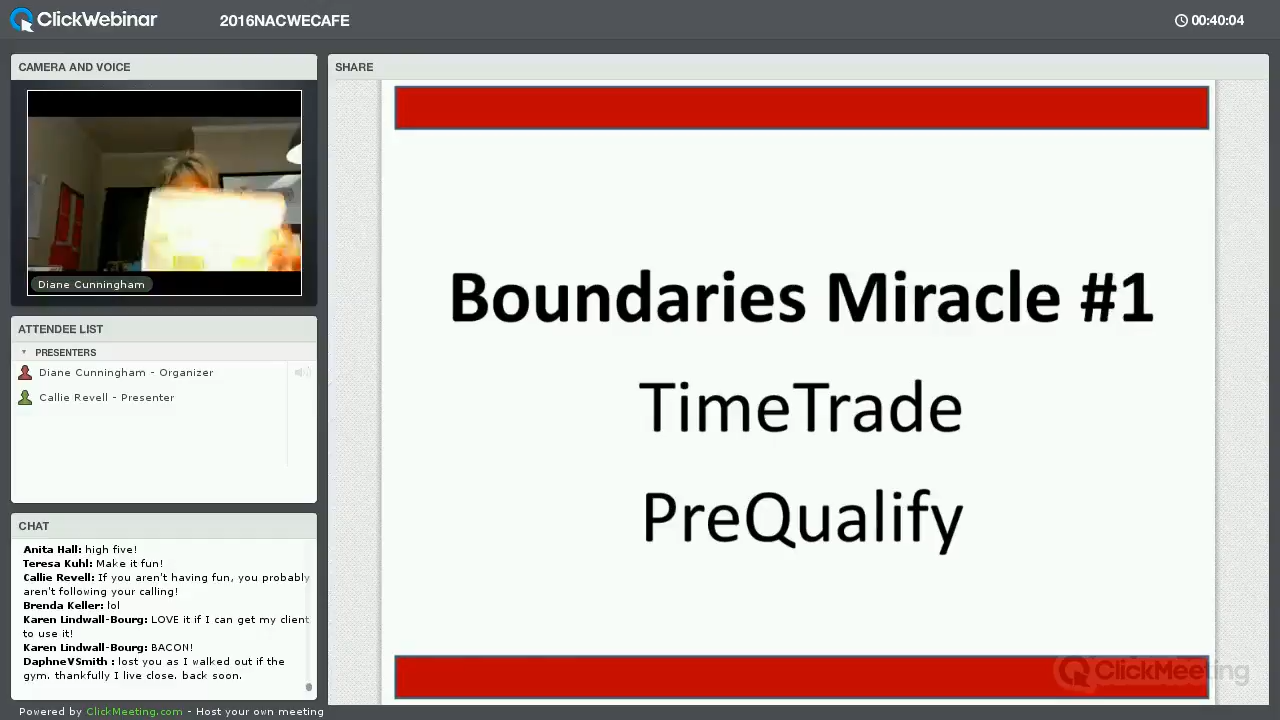 ClickWebinar
2016NACWECAFE
00:40:04
CAMERA AND VOICE
Diane Cunningham
ATTENDEE LIST
PRESENTERS
Diane Cunningham - Organizer
Callie Revell - Presenter
CHAT
Anita Hall: high five!
Teresa Kuhl: Make it fun!
Callie Revell: If you aren't having fun, you probably
aren't following your calling!
Brenda Keller: lol
Karen Lindwall-Bourg: LOVE it if I can get my client
to use it!
Karen Lindwall-Bourg: BACON!
DaphneVSmith : lost you as I walked out if the
gym. thankfully I live close. back soon.
Powered by ClickMeeting.com - Host your own meeting
SHARE
Boundaries Miracle #1
TimeTrade
PreQualify
ClickMeeting